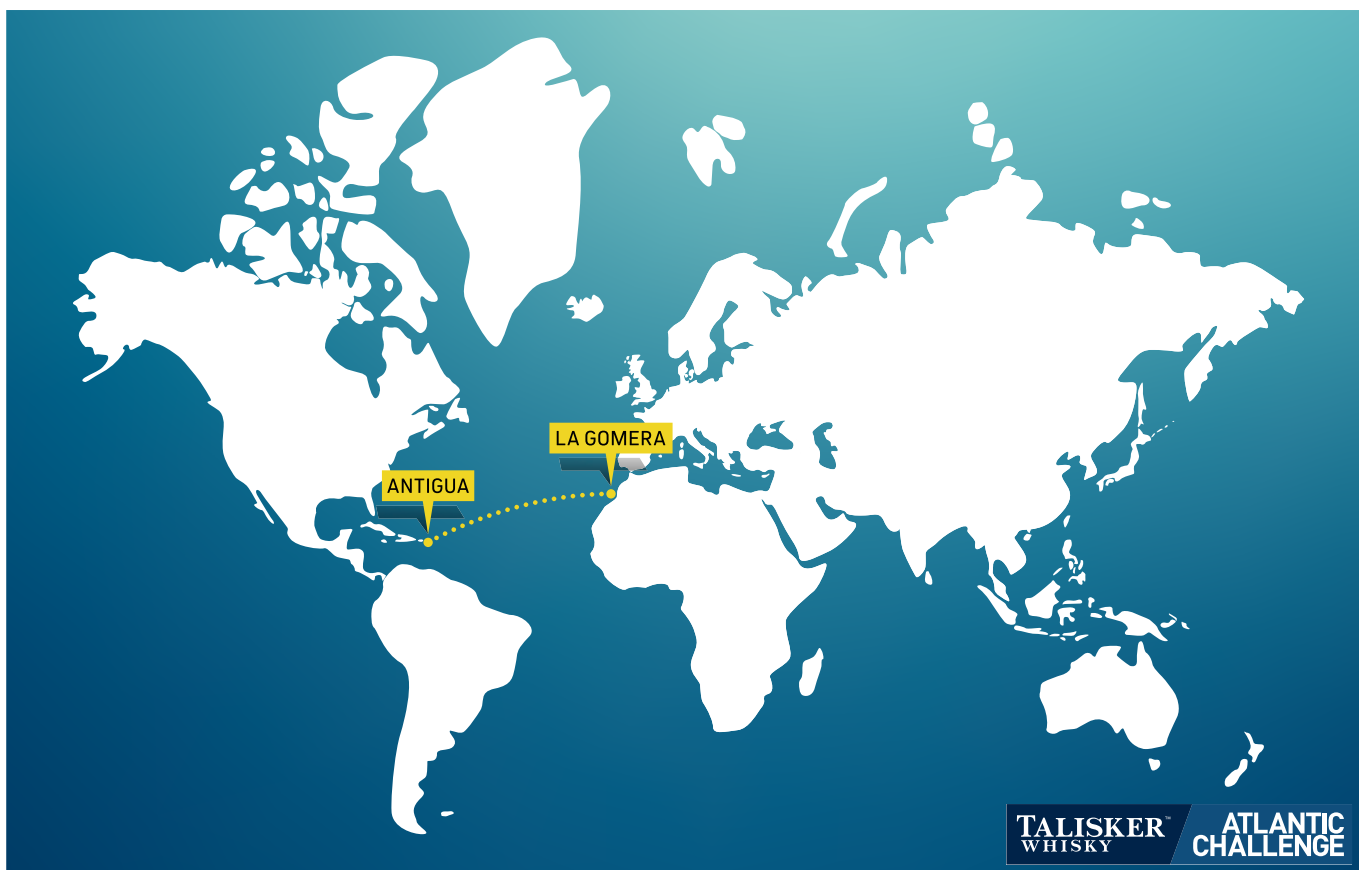 LA GOMERA
ANTIGUA
TALISKER™
WHISKY
ATLANTIC
CHALLENGE